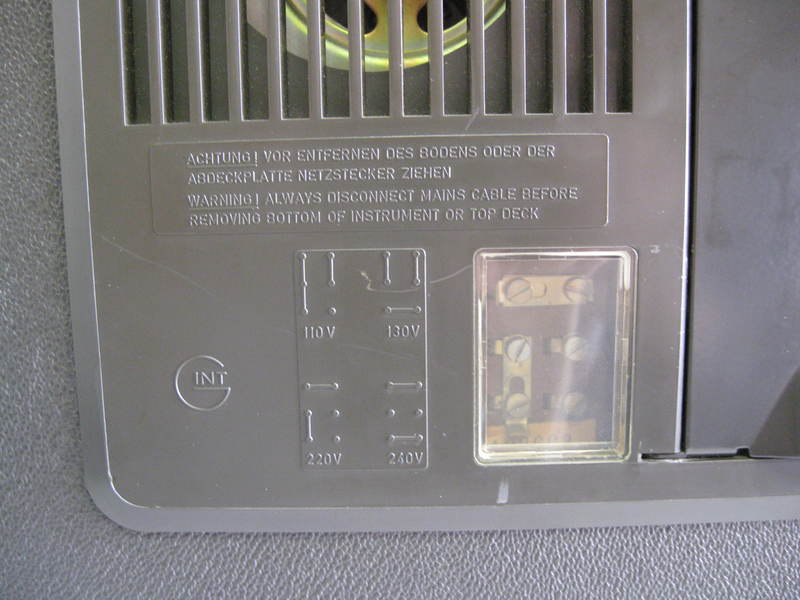 ACHTUNG! VOR ENTFERNEN DES BODENS ODER DER
ABDECKPLATTE NETZSTECKER ZIEHEN
WARNING! ALWAYS DISCONNECT MAINS CABLE BEFORE
REMOVING BOTTOM OF INSTRUMENT OR TOP DECK
110V 130V
G INT
220V 240V